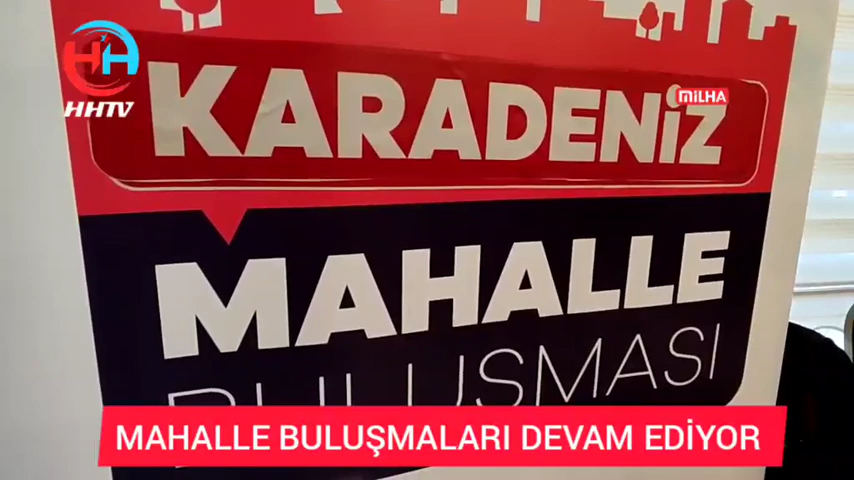 HHTV
MİLHA
KARADENİZ
MAHALLE
BULUŞMASI
MAHALLE BULUŞMALARI DEVAM EDİYOR